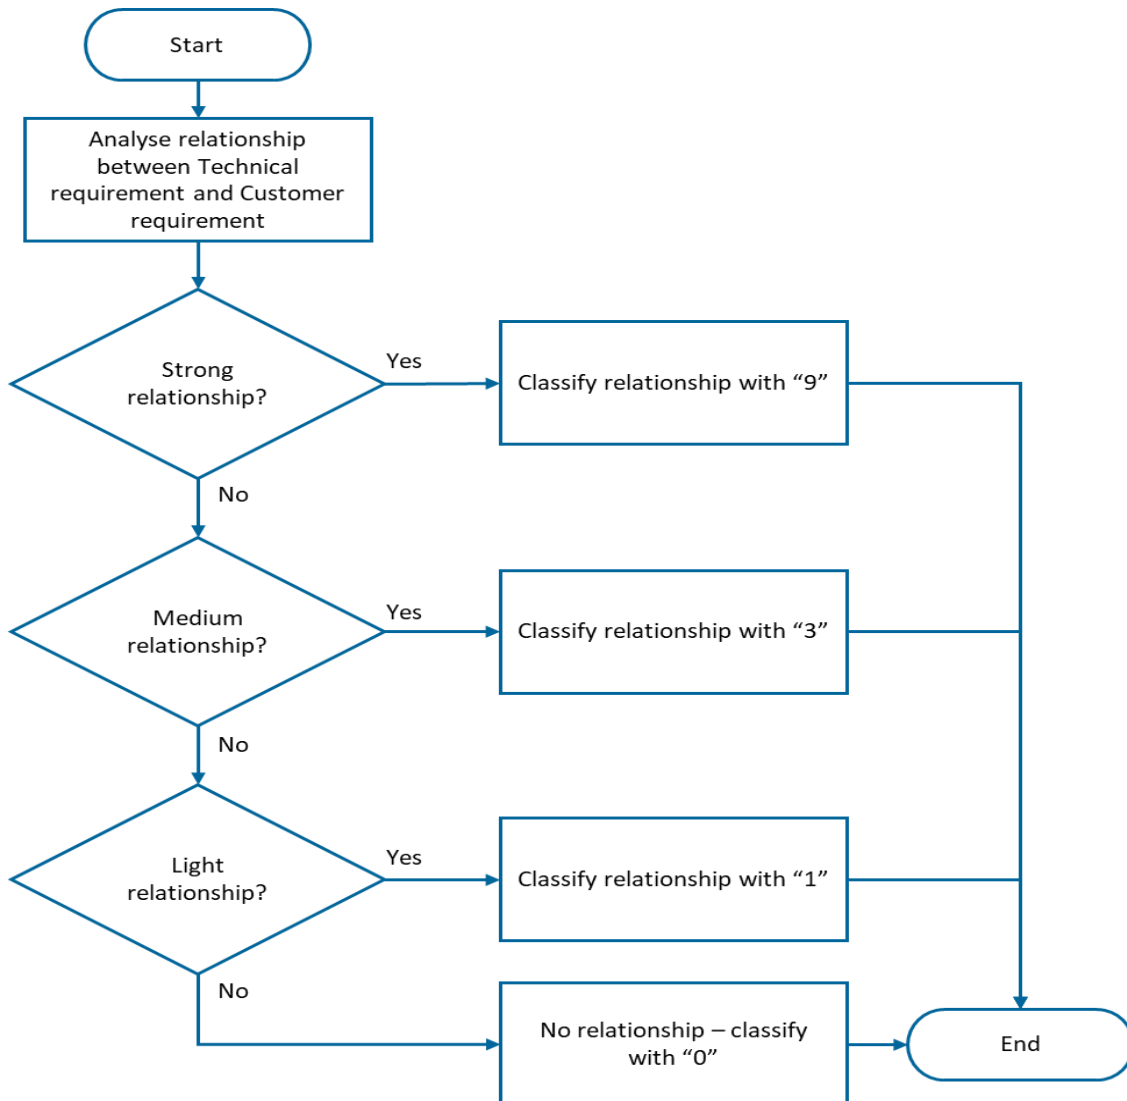 Start
Analyse relationship
between Technical
requirement and Customer
requirement
Strong
relationship?
Yes
Classify relationship with “9”
No
Medium
relationship?
Yes
Classify relationship with “3”
No
Light
relationship?
Yes
Classify relationship with “1”
No
No relationship – classify
with “0”
End